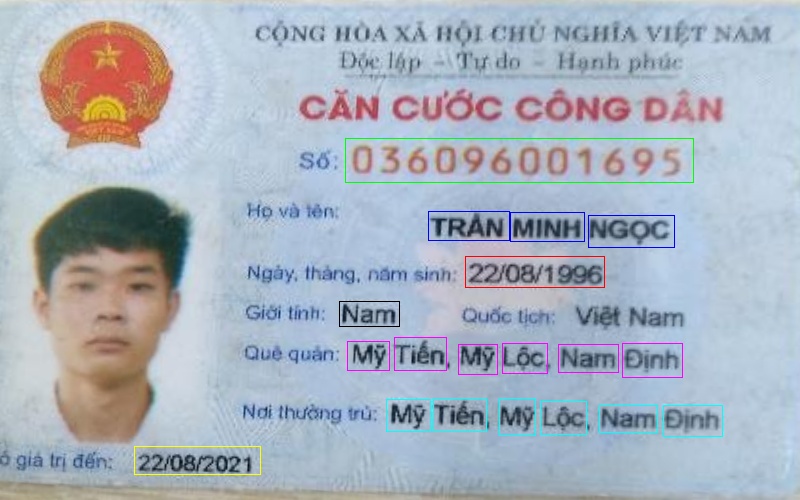 CỘNG HÒA XÃ HỘI CHỦ NGHĨA VIỆT NAM
Độc lập - Tự do - Hạnh phúc
CĂN CƯỚC CÔNG DÂN
Số: 036096001695
Họ và tên:
TRẦN MINH NGỌC
Ngày, tháng, năm sinh: 22/08/1996
Giới tính: Nam Quốc tịch: Việt Nam
Quê quán: Mỹ Tiến, Mỹ Lộc, Nam Định
Nơi thường trú: Mỹ Tiến, Mỹ Lộc, Nam Định
ó giá trị đến: 22/08/2021